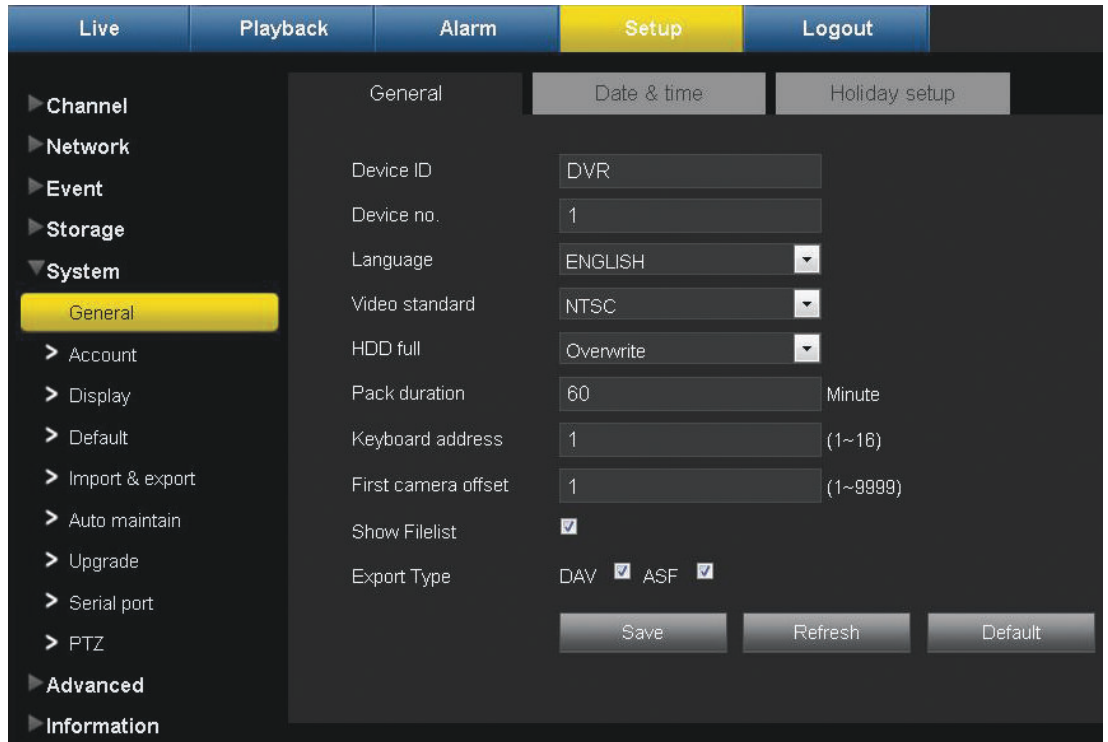 Live Playback Alarm Setup Logout
Channel
Network
Event
Storage
System
General
> Account
> Display
> Default
> Import & export
> Auto maintain
> Upgrade
> Serial port
> PTZ
Advanced
Information
General Date & time Holiday setup
Device ID DVR
Device no. 1
Language ENGLISH
Video standard NTSC
HDD full Overwrite
Pack duration 60 Minute
Keyboard address 1 (1~16)
First camera offset 1 (1~9999)
Show Filelist
Export Type DAV ASF
Save Refresh Default